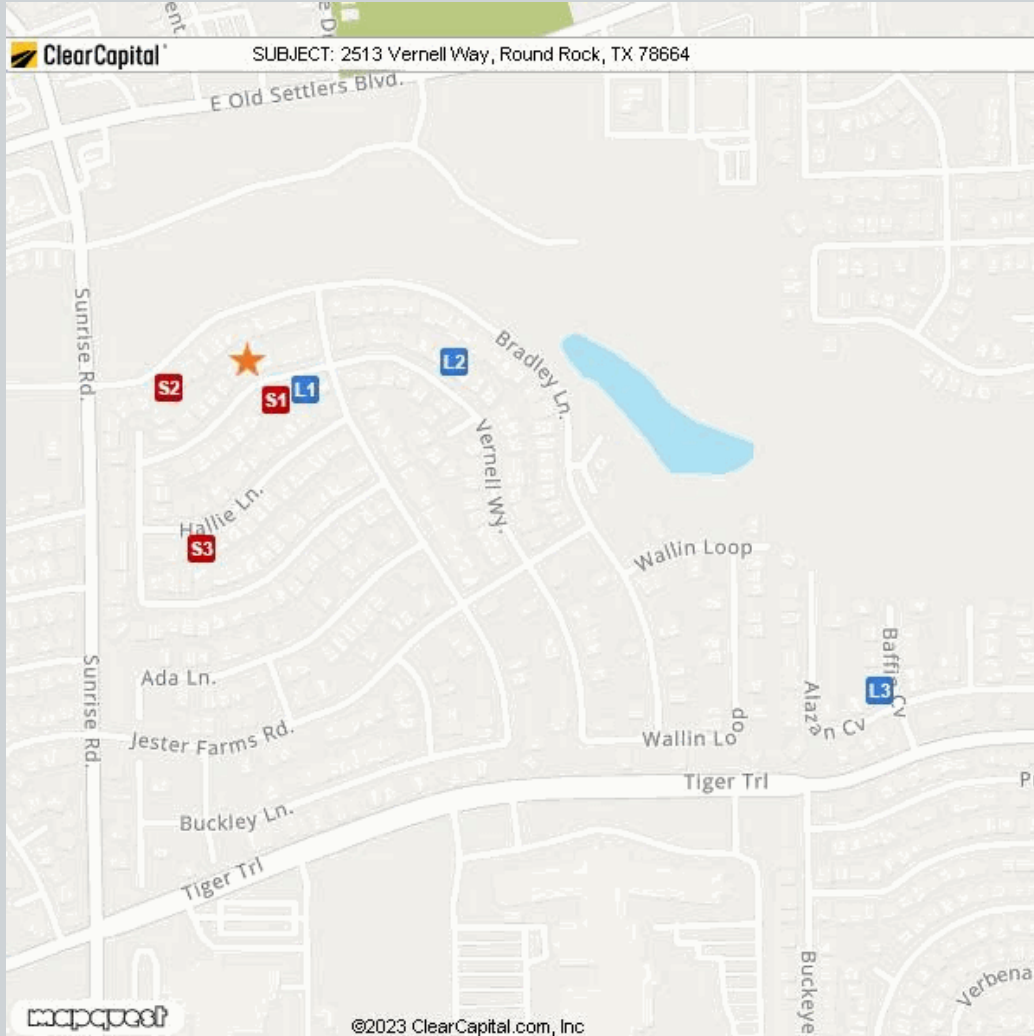 ent
e Dr
ClearCapital
SUBJECT: 2513 Vernell Way, Round Rock, TX 78664
E Old Settlers Blvd.
Sunrise Rd.
Bradley Ln.
L2
S2
S1
L1
Vernell Wy.
Hallie Ln.
S3
Wallin Loop
Baffin Cv
Sunrise Rd.
Ada Ln.
L3
Alazan Cv
Jester Farms Rd.
Wallin Loop
Tiger Trl
P
Buckley Ln.
Tiger Trl
Buckeye
Verbena
mapquest
©2023 ClearCapital.com, Inc